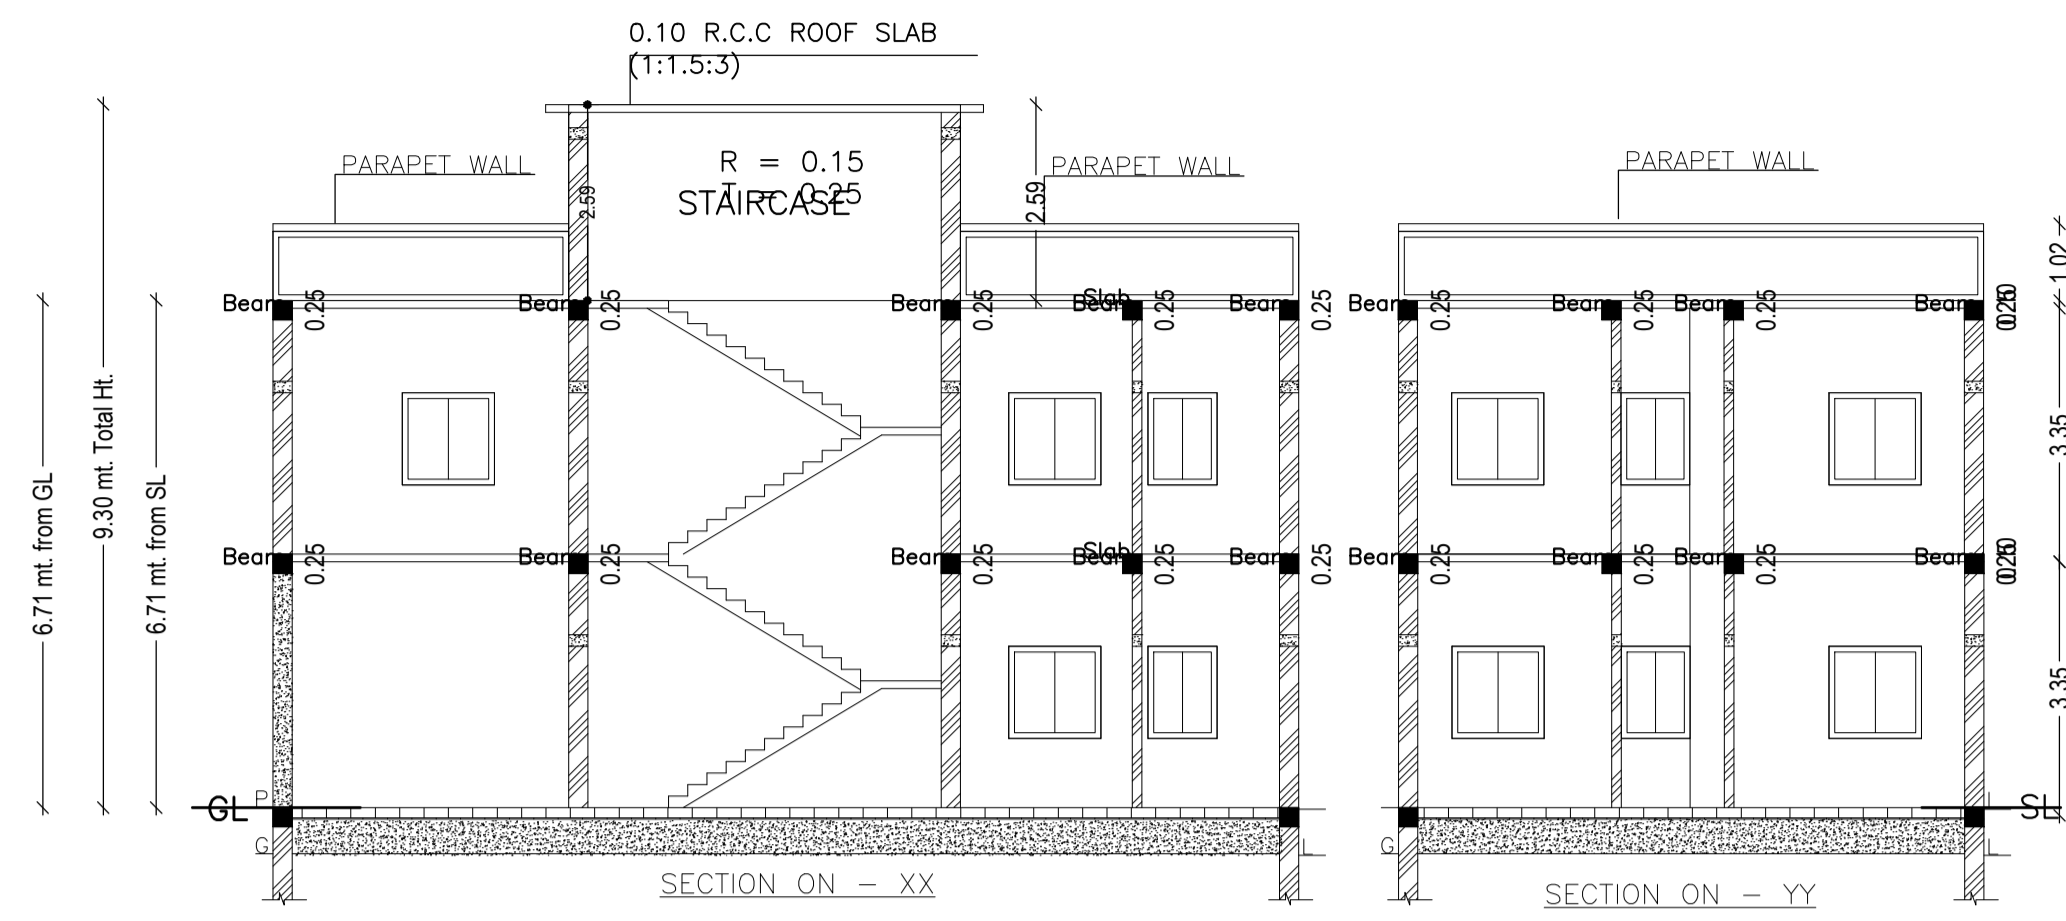 0.10 R.C.C ROOF SLAB
(1:1.5:3)
PARAPET WALL
R = 0.15
T = 0.25
STAIRCASE
2.59
2.59
PARAPET WALL
PARAPET WALL
1.02
Beam
0.25
Beam
0.25
Beam
0.25
Slab
Beam
0.25
Beam
0.25
Beam
0.25
Beam
0.25
Beam
0.25
Beam
6.71 mt. from GL
9.30 mt. Total Ht.
6.71 mt. from SL
3.35
Beam
0.25
Beam
0.25
Beam
0.25
Slab
Beam
0.25
Beam
0.25
Beam
0.25
Beam
0.25
Beam
0.25
Beam
3.35
P
GL
G
L
G
L
SL
SECTION ON - XX
SECTION ON - YY